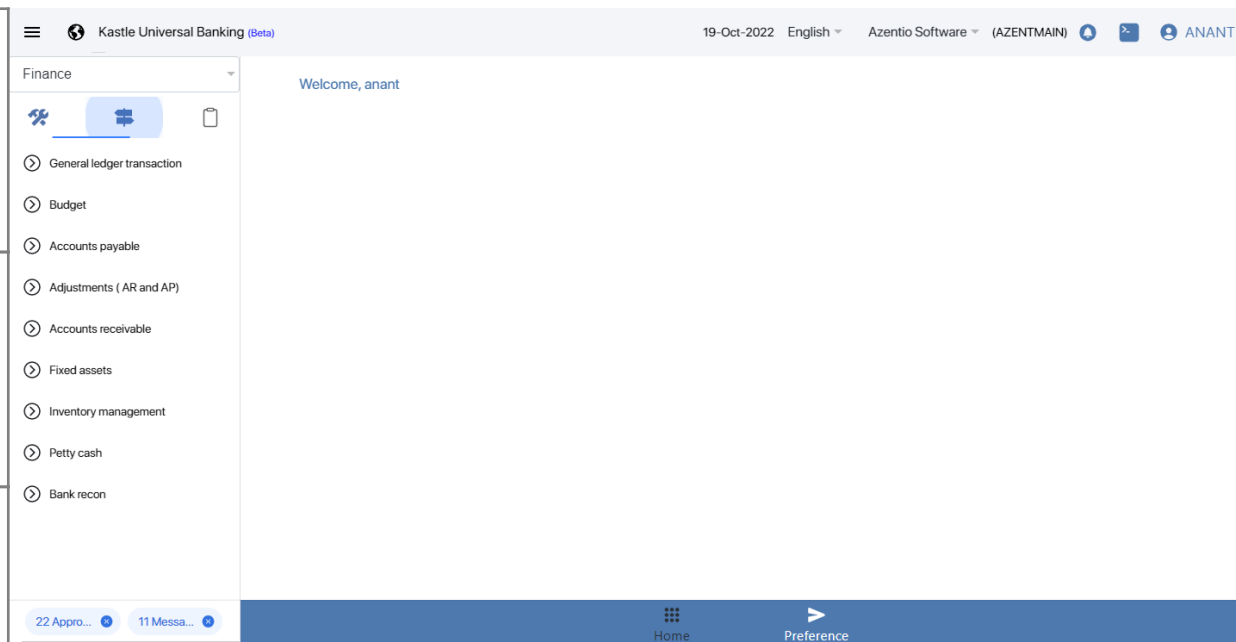 Kastle Universal Banking (Beta) 19-Oct-2022 English Azentio Software (AZENTMAIN) ANANT
Finance
Welcome, anant
General ledger transaction
Budget
Accounts payable
Adjustments ( AR and AP)
Accounts receivable
Fixed assets
Inventory management
Petty cash
Bank recon
22 Appro... 11 Messa...
Home Preference